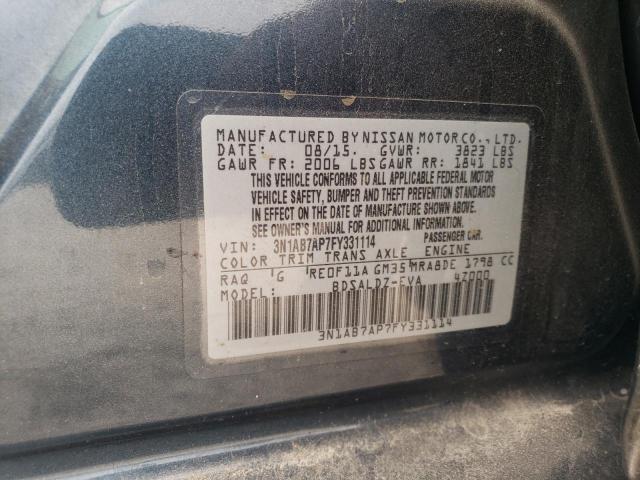 MANUFACTURED BY NISSAN MOTOR CO., LTD.
DATE: 08/15. GVWR: 3823 LBS
GAWR FR: 2006 LBS GAWR RR: 1841 LBS
THIS VEHICLE CONFORMS TO ALL APPLICABLE FEDERAL MOTOR
VEHICLE SAFETY, BUMPER AND THEFT PREVENTION STANDARDS
IN EFFECT ON THE DATE OF MANUFACTURE SHOWN ABOVE.
SEE OWNER'S MANUAL FOR ADDITIONAL INFORMATION.
VIN: 3N1AB7AP7FY331114 PASSENGER CAR.
COLOR TRIM TRANS AXLE ENGINE
RAQ G RE0F11A GM35 MRA8DE 1798 CC
MODEL: BDSALDZ-EVA 4Z000
3N1AB7AP7FY331114